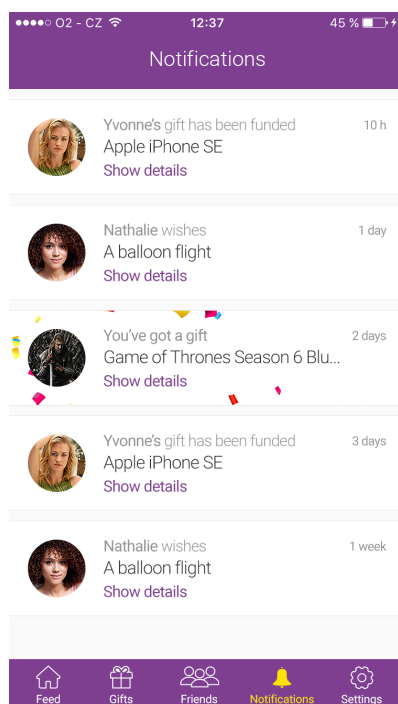 O2 - CZ 12:37 45 %
Notifications
Yvonne's gift has been funded 10 h
Apple iPhone SE
Show details
Nathalie wishes 1 day
A balloon flight
Show details
You've got a gift 2 days
Game of Thrones Season 6 Blu...
Show details
Yvonne's gift has been funded 3 days
Apple iPhone SE
Show details
Nathalie wishes 1 week
A balloon flight
Show details
Feed Gifts Friends Notifications Settings